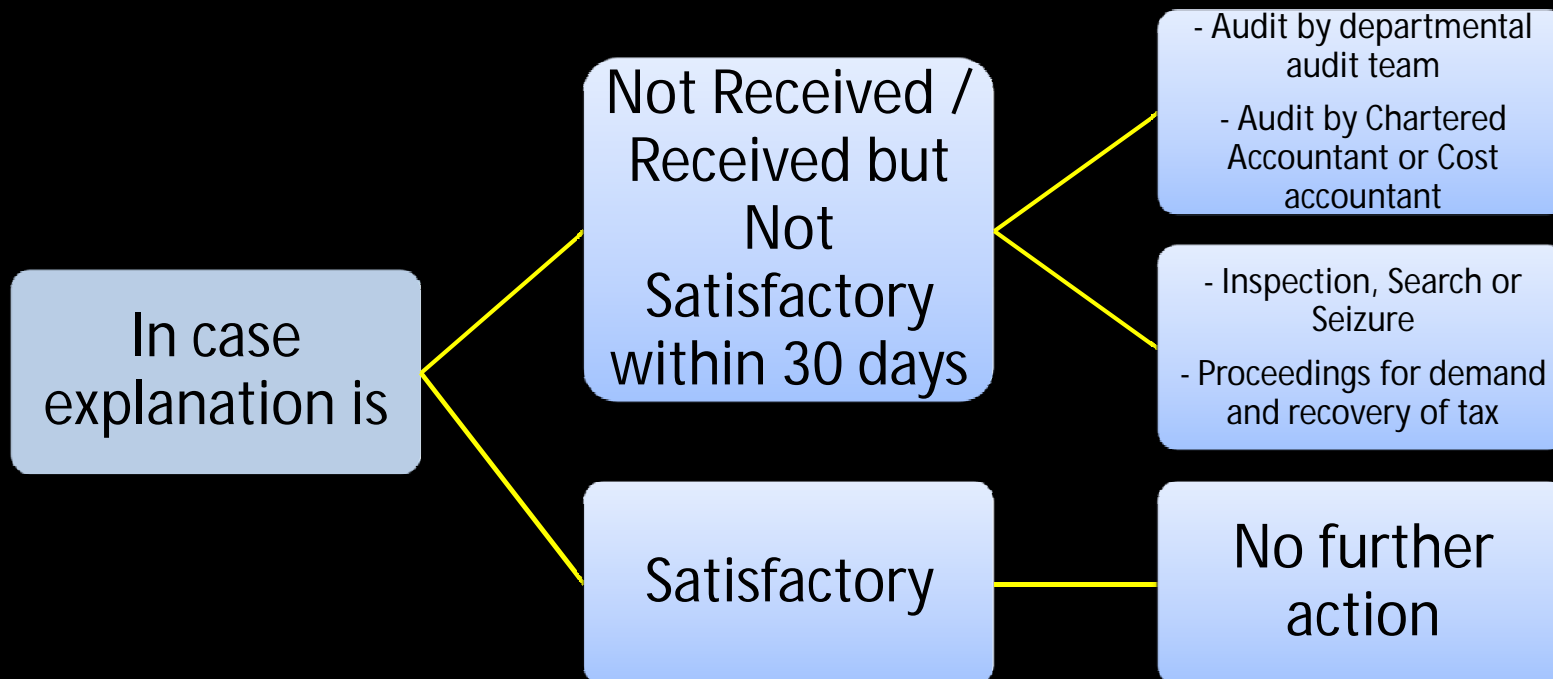 In case
explanation is
Not Received /
Received but
Not
Satisfactory
within 30 days
- Audit by departmental
audit team
- Audit by Chartered
Accountant or Cost
accountant
- Inspection, Search or
Seizure
- Proceedings for demand
and recovery of tax
Satisfactory
No further
action